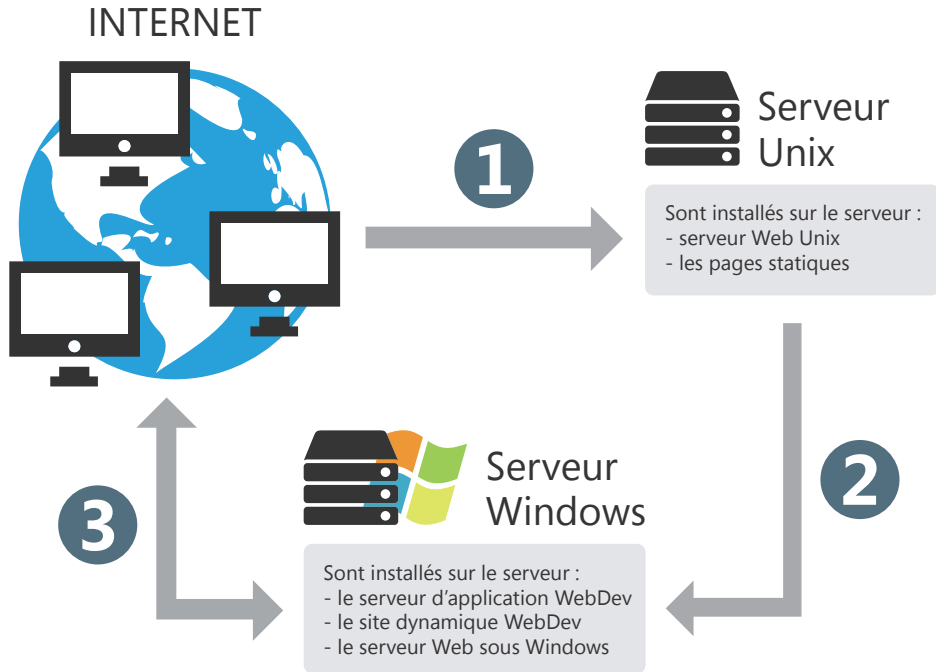 INTERNET
1
Serveur
Unix
Sont installés sur le serveur :
- serveur Web Unix
- les pages statiques
2
Serveur
Windows
Sont installés sur le serveur :
- le serveur d’application WebDev
- le site dynamique WebDev
- le serveur Web sous Windows
3